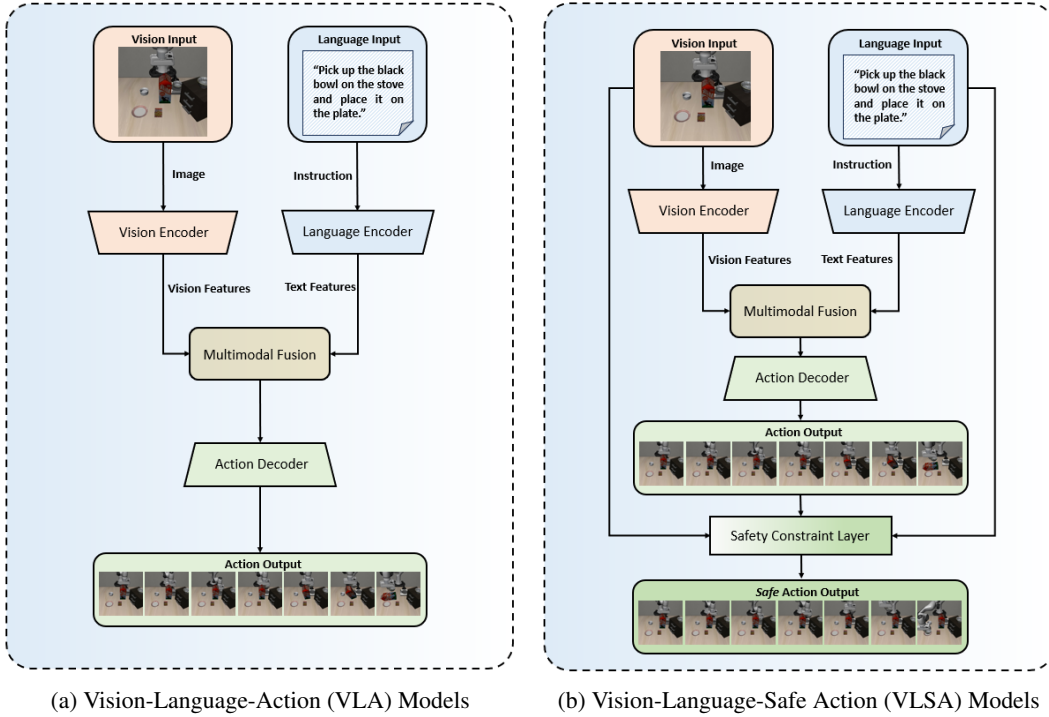 Vision Input
Language Input
“Pick up the black
bowl on the stove
and place it on
the plate.”
Image
Instruction
Vision Encoder
Language Encoder
Vision Features
Text Features
Multimodal Fusion
Action Decoder
Action Output
(a) Vision-Language-Action (VLA) Models
Vision Input
Language Input
“Pick up the black
bowl on the stove
and place it on
the plate.”
Image
Instruction
Vision Encoder
Language Encoder
Vision Features
Text Features
Multimodal Fusion
Action Decoder
Action Output
Safety Constraint Layer
Safe Action Output
(b) Vision-Language-Safe Action (VLSA) Models